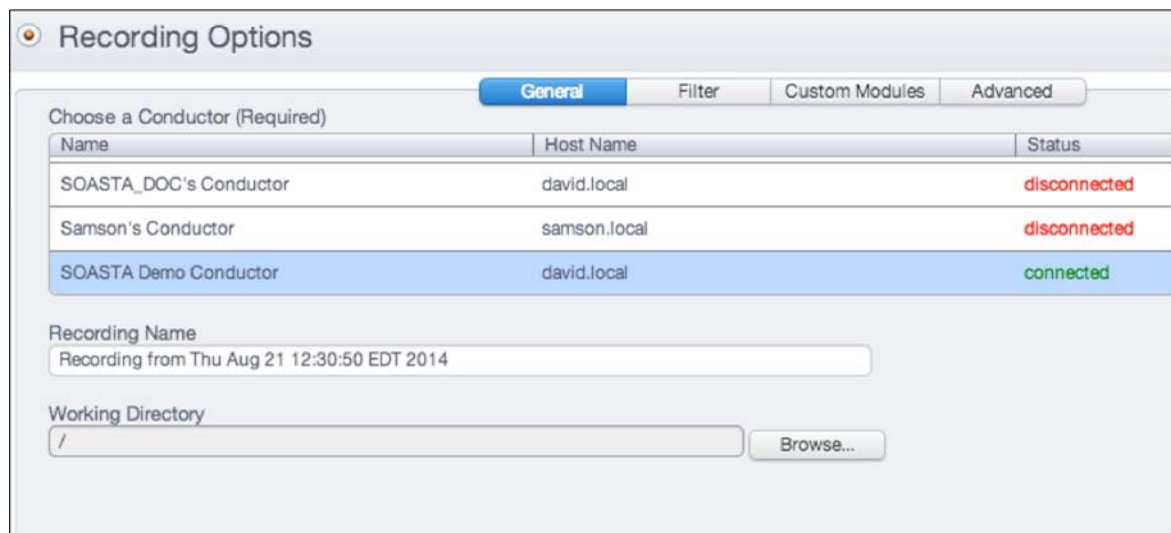 Recording Options
General Filter Custom Modules Advanced
Choose a Conductor (Required)
Name Host Name Status
SOASTA_DOC's Conductor david.local disconnected
Samson's Conductor samson.local disconnected
SOASTA Demo Conductor david.local connected
Recording Name
Recording from Thu Aug 21 12:30:50 EDT 2014
Working Directory
/ Browse...